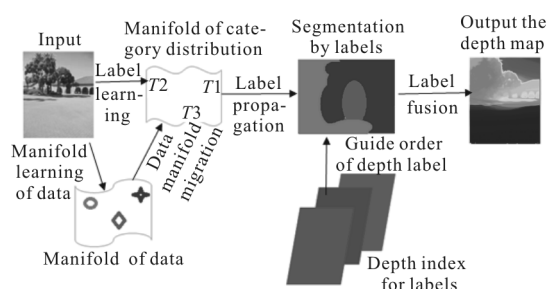 Input
Manifold of cate-
gory distribution
Segmentation
by labels
Output the
depth map
Label
learn-
ing
T2
T1
T3
Label
propa-
gation
Label
fusion
Manifold
learning
of data
Data
manifold
migration
Guide order
of depth label
Manifold of data
Depth index
for labels